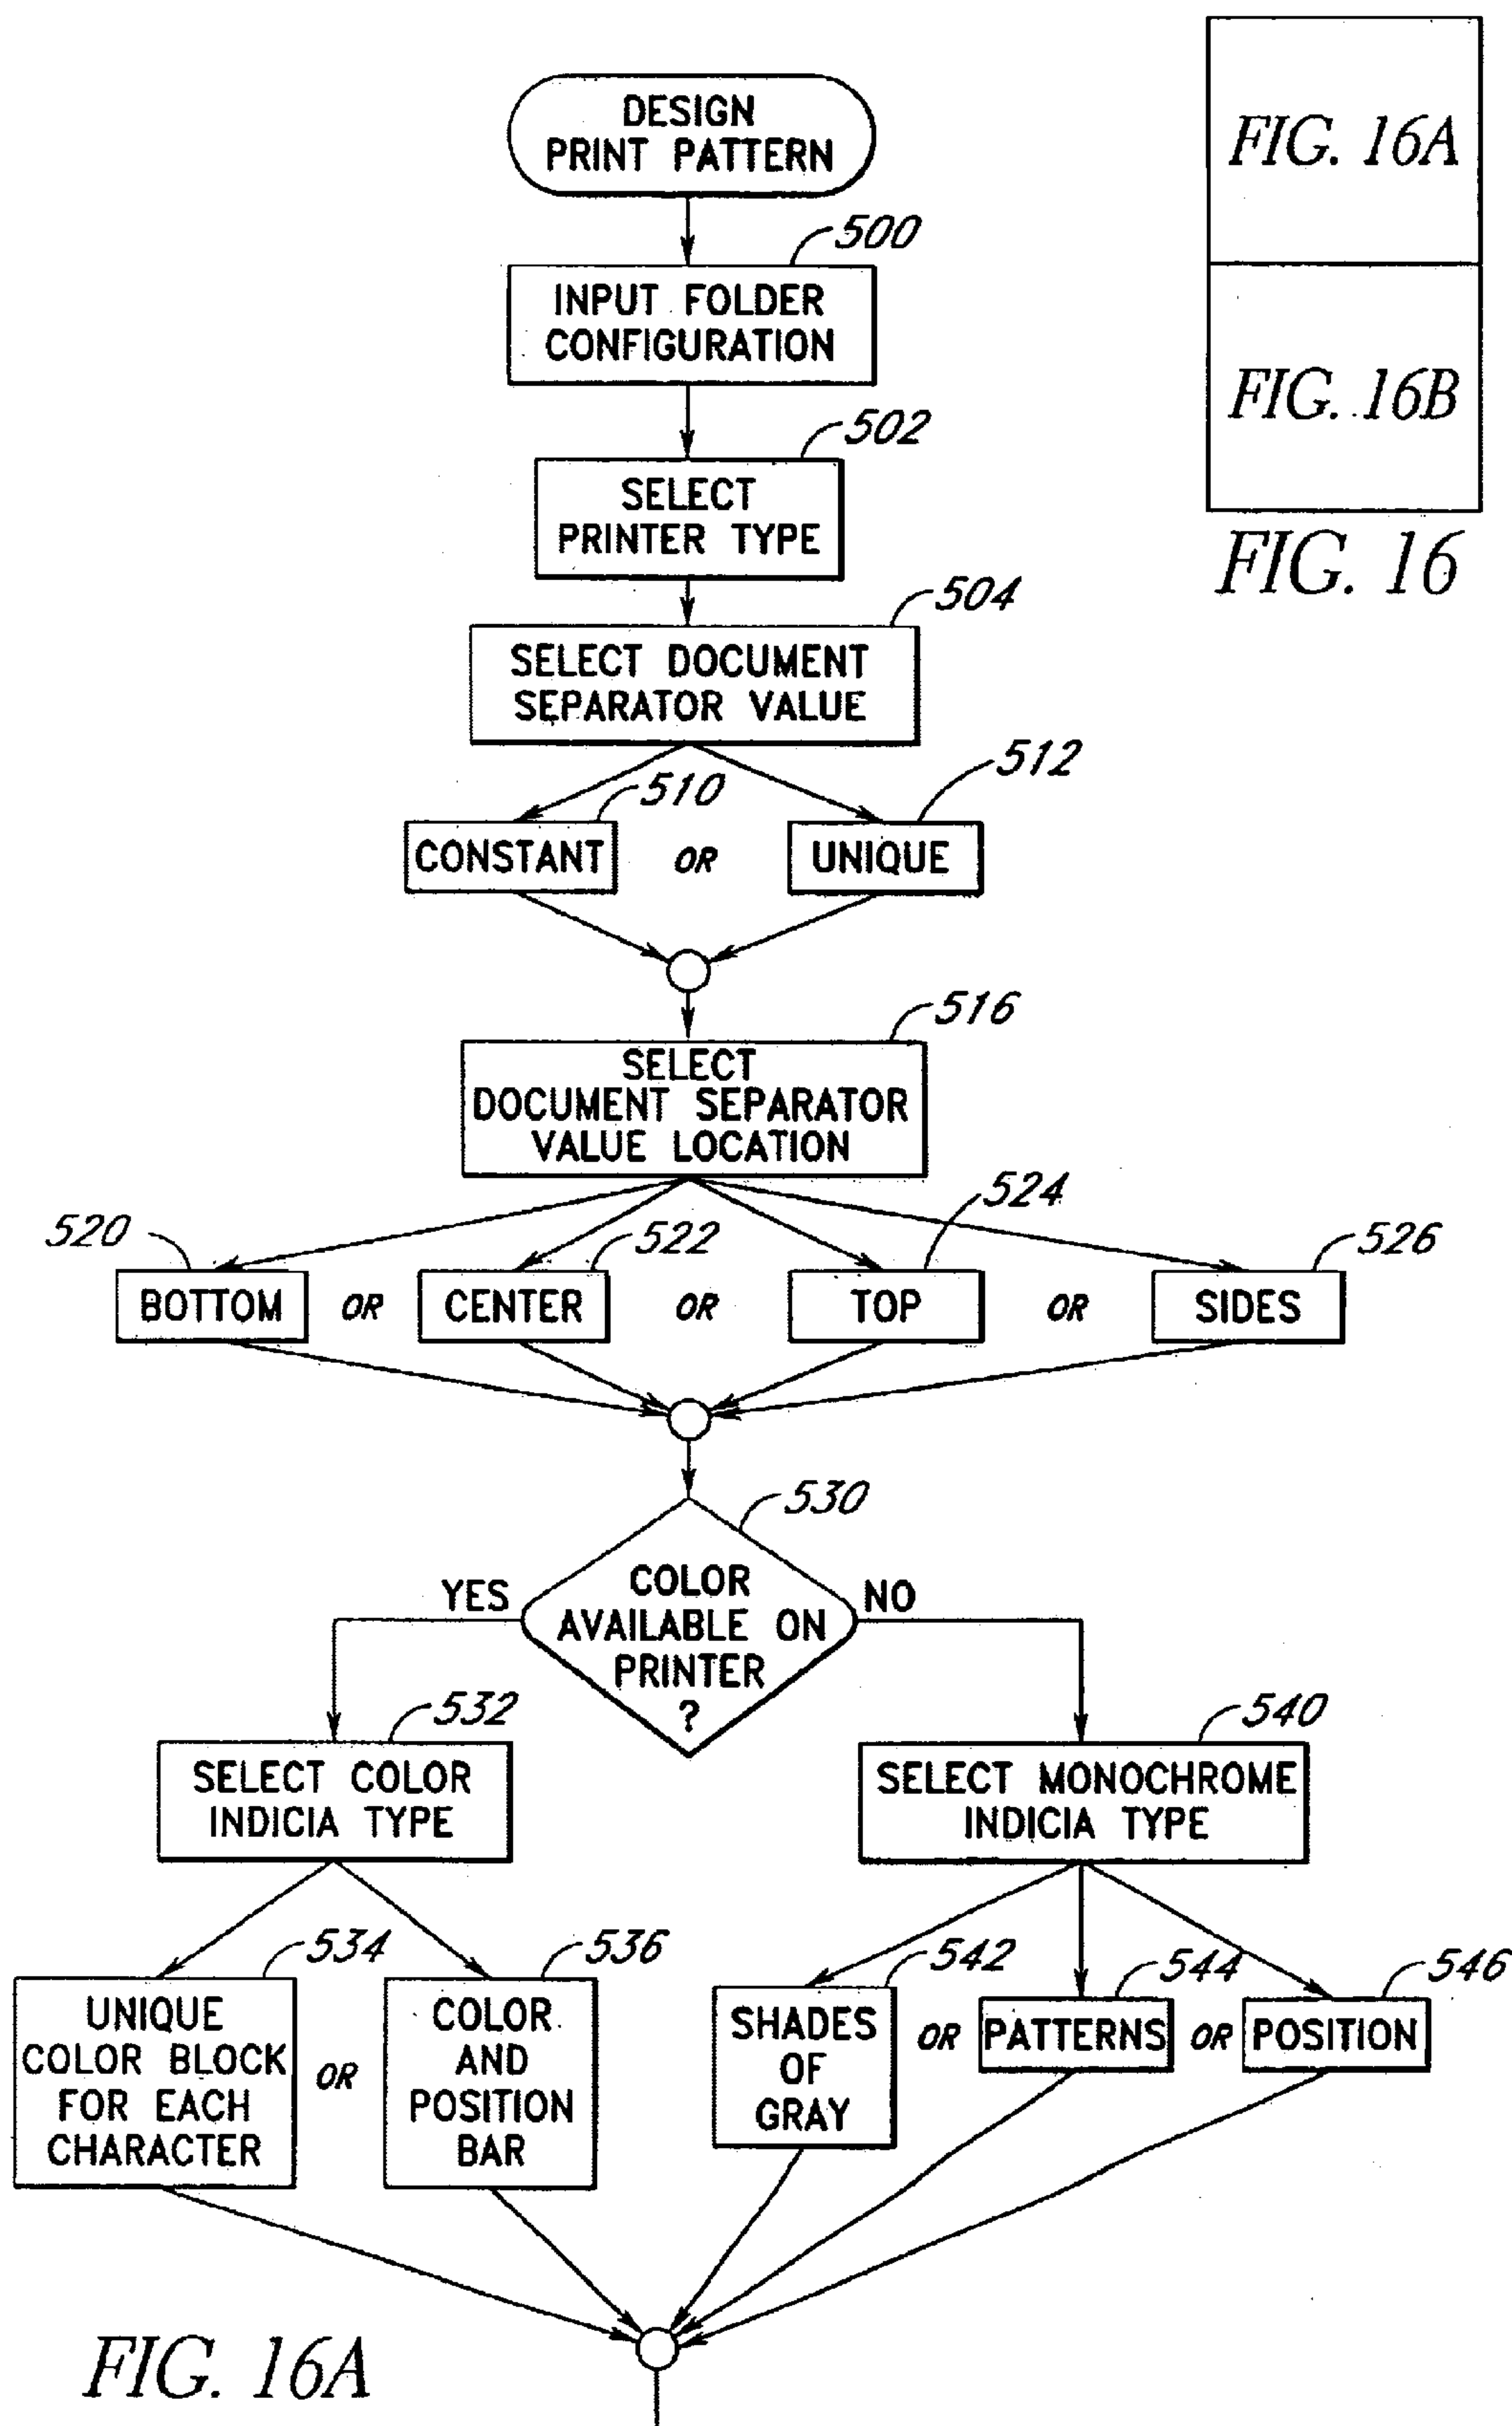 DESIGN
PRINT PATTERN
500
INPUT FOLDER
CONFIGURATION
502
SELECT
PRINTER TYPE
504
SELECT DOCUMENT
SEPARATOR VALUE
510
512
CONSTANT OR UNIQUE
516
SELECT
DOCUMENT SEPARATOR
VALUE LOCATION
520 522 524 526
BOTTOM OR CENTER OR TOP OR SIDES
530
YES NO
COLOR
AVAILABLE ON
PRINTER
?
532
SELECT COLOR
INDICIA TYPE
540
SELECT MONOCHROME
INDICIA TYPE
534
UNIQUE
COLOR BLOCK
FOR EACH
CHARACTER
OR
536
COLOR
AND
POSITION
BAR
542
SHADES
OF
GRAY
OR
544
PATTERNS
OR
546
POSITION
FIG. 16A
FIG. 16A
FIG. 16B
FIG. 16